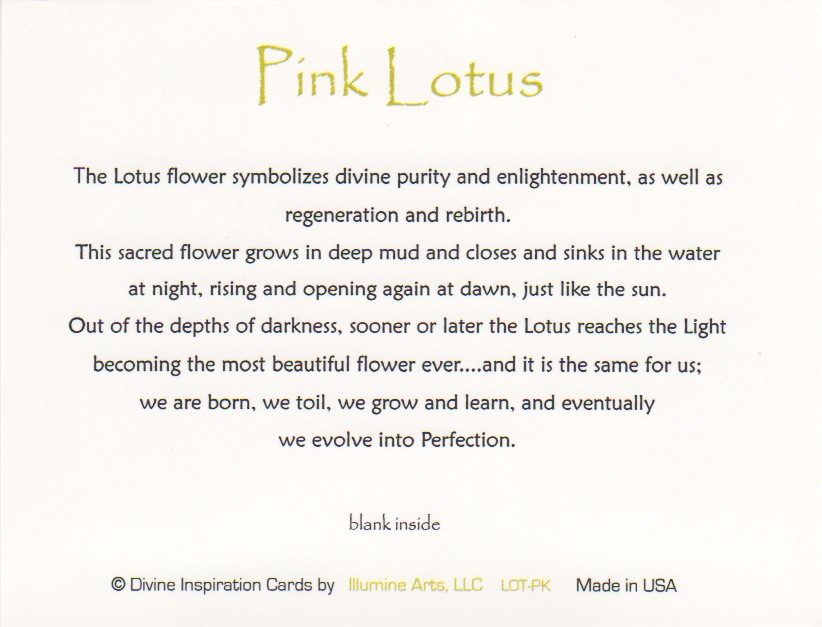 Pink Lotus
The Lotus flower symbolizes divine purity and enlightenment, as well as
regeneration and rebirth.
This sacred flower grows in deep mud and closes and sinks in the water
at night, rising and opening again at dawn, just like the sun.
Out of the depths of darkness, sooner or later the Lotus reaches the Light
becoming the most beautiful flower ever....and it is the same for us;
we are born, we toil, we grow and learn, and eventually
we evolve into Perfection.
blank inside
© Divine Inspiration Cards by Illumine Arts, LLC LOT-PK Made in USA